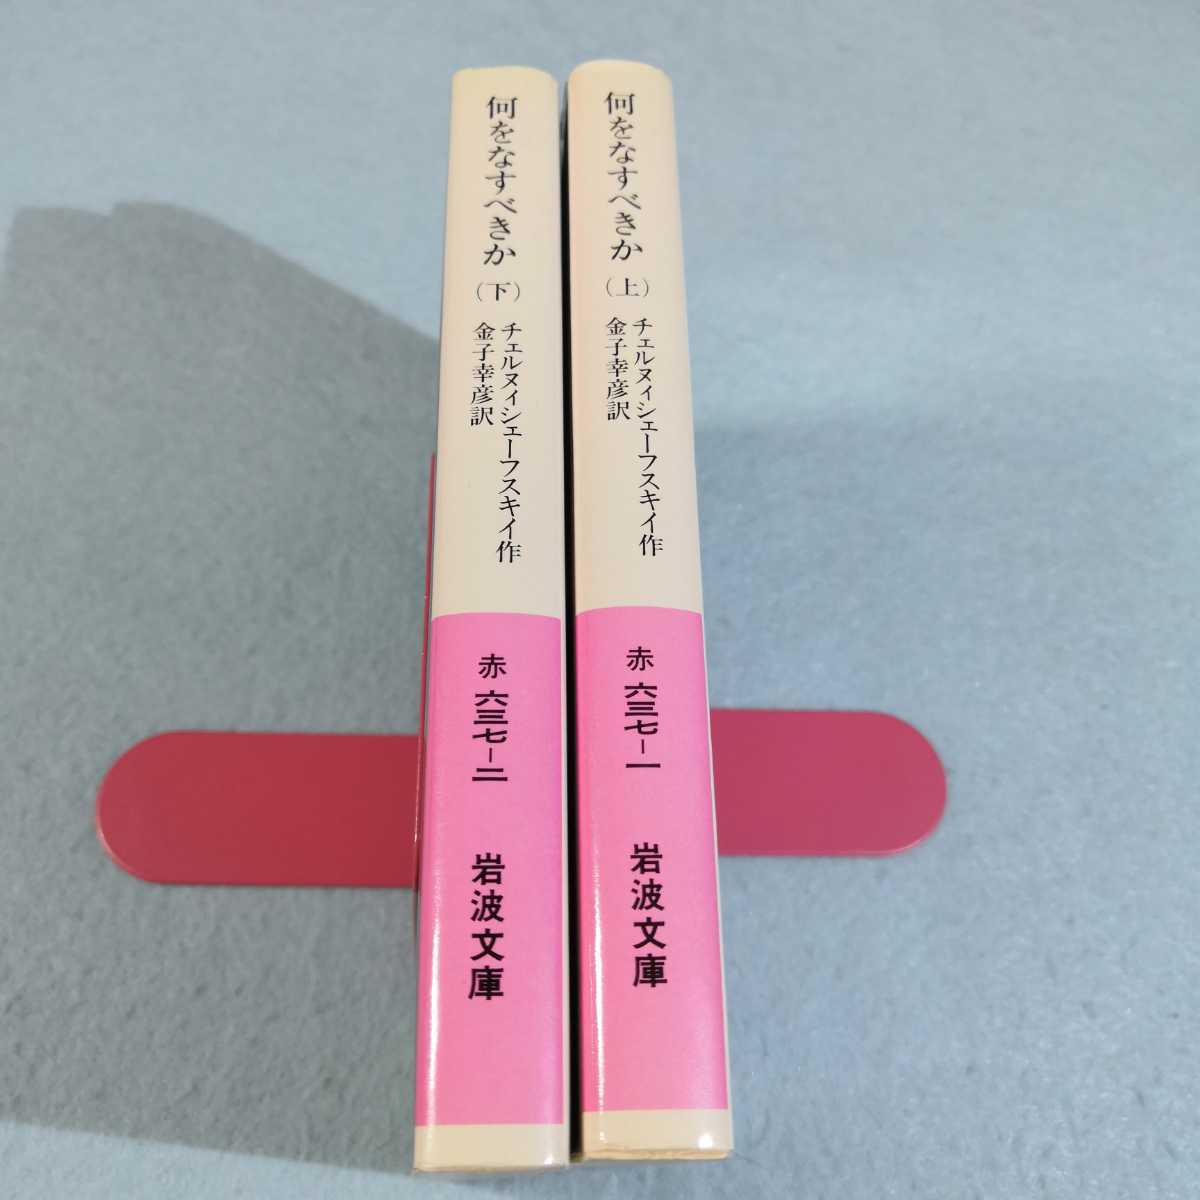 何をなすべきか（上）
チェルヌィシェーフスキイ作
金子幸彦訳
赤 六三七-一
岩波文庫
何をなすべきか（下）
チェルヌィシェーフスキイ作
金子幸彦訳
赤 六三七-二
岩波文庫